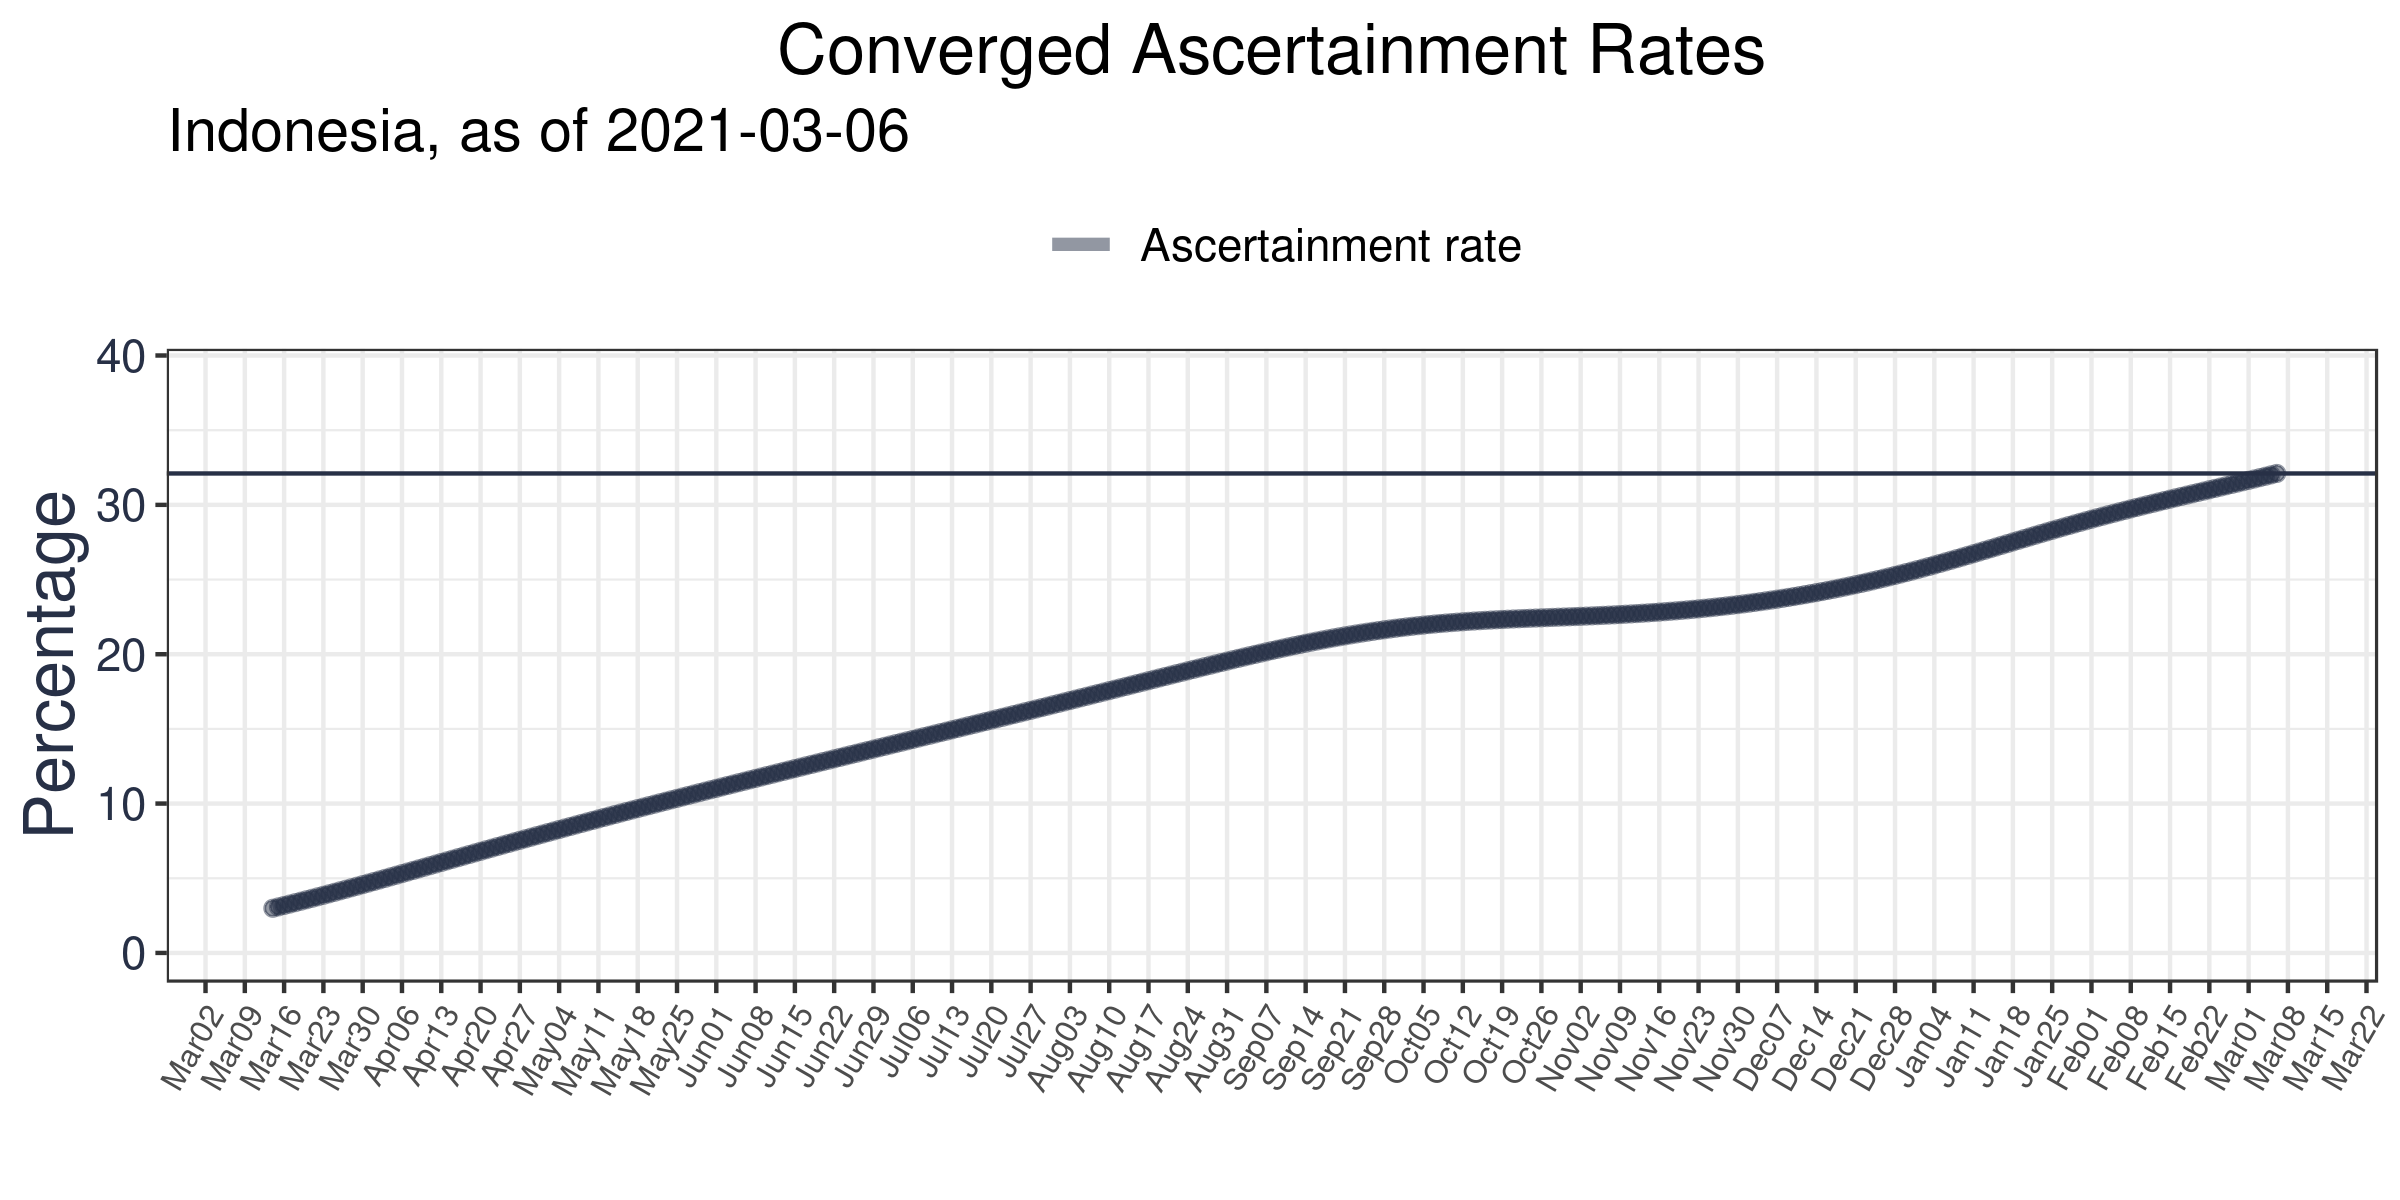 Converged Ascertainment Rates
Indonesia, as of 2021-03-06
Ascertainment rate
Percentage
40
30
20
10
0
Mar02 Mar09 Mar16 Mar23 Mar30 Apr06 Apr13 Apr20 Apr27 May04 May11 May18 May25 Jun01 Jun08 Jun15 Jun22 Jun29 Jul06 Jul13 Jul20 Jul27 Aug03 Aug10 Aug17 Aug24 Aug31 Sep07 Sep14 Sep21 Sep28 Oct05 Oct12 Oct19 Oct26 Nov02 Nov09 Nov16 Nov23 Nov30 Dec07 Dec14 Dec21 Dec28 Jan04 Jan11 Jan18 Jan25 Feb01 Feb08 Feb15 Feb22 Mar01 Mar08 Mar15 Mar22